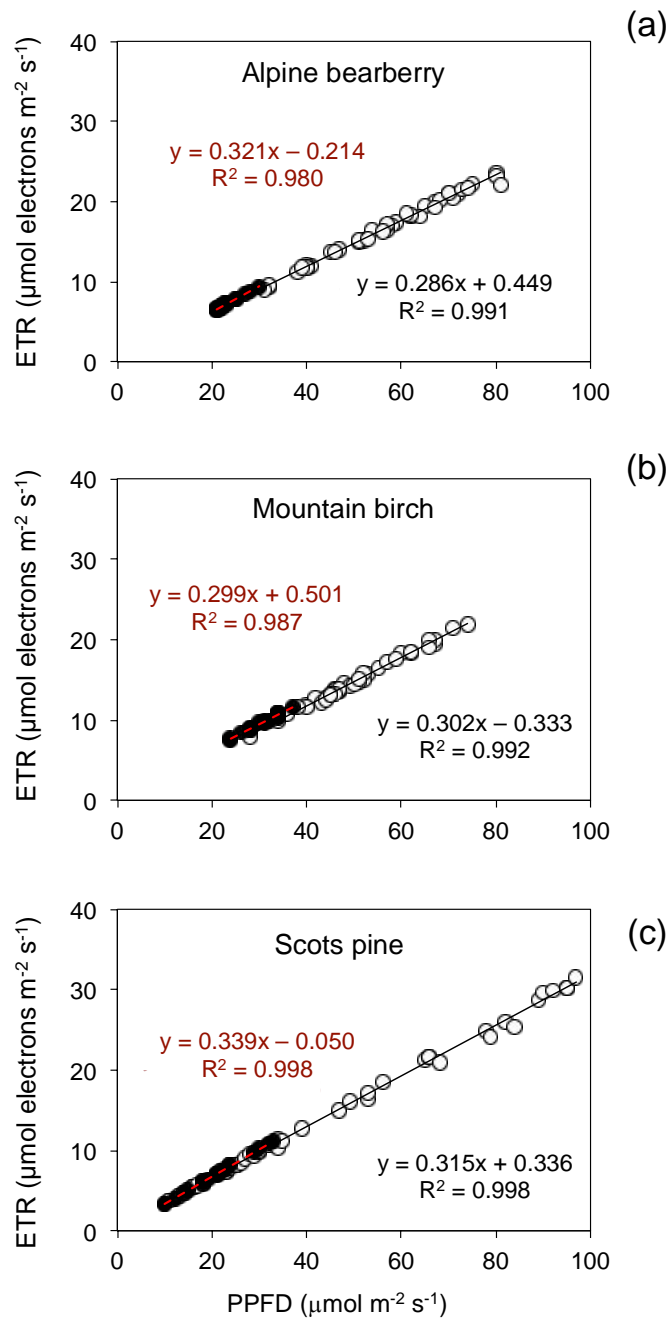 (a)
40
Alpine bearberry
30
y = 0.321x – 0.214
R² = 0.980
20
10
y = 0.286x + 0.449
R² = 0.991
0
0 20 40 60 80 100
ETR (µmol electrons m⁻² s⁻¹)
(b)
40
Mountain birch
30
y = 0.299x + 0.501
R² = 0.987
20
10
y = 0.302x – 0.333
R² = 0.992
0
0 20 40 60 80 100
ETR (µmol electrons m⁻² s⁻¹)
(c)
40
Scots pine
30
y = 0.339x – 0.050
R² = 0.998
20
10
y = 0.315x + 0.336
R² = 0.998
0
0 20 40 60 80 100
ETR (µmol electrons m⁻² s⁻¹)
PPFD (µmol m⁻² s⁻¹)